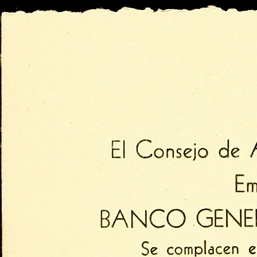 El Consejo de A
Em
BANCO GENE
Se complacen e